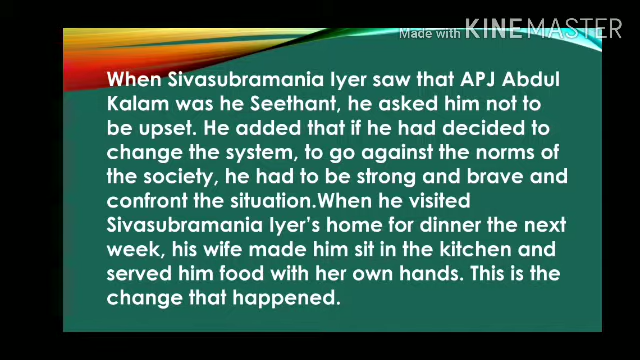 Made with KINEMASTER
When Sivasubramania Iyer saw that APJ Abdul
Kalam was he Seethant, he asked him not to
be upset. He added that if he had decided to
change the system, to go against the norms of
the society, he had to be strong and brave and
confront the situation.When he visited
Sivasubramania Iyer's home for dinner the next
week, his wife made him sit in the kitchen and
served him food with her own hands. This is the
change that happened.